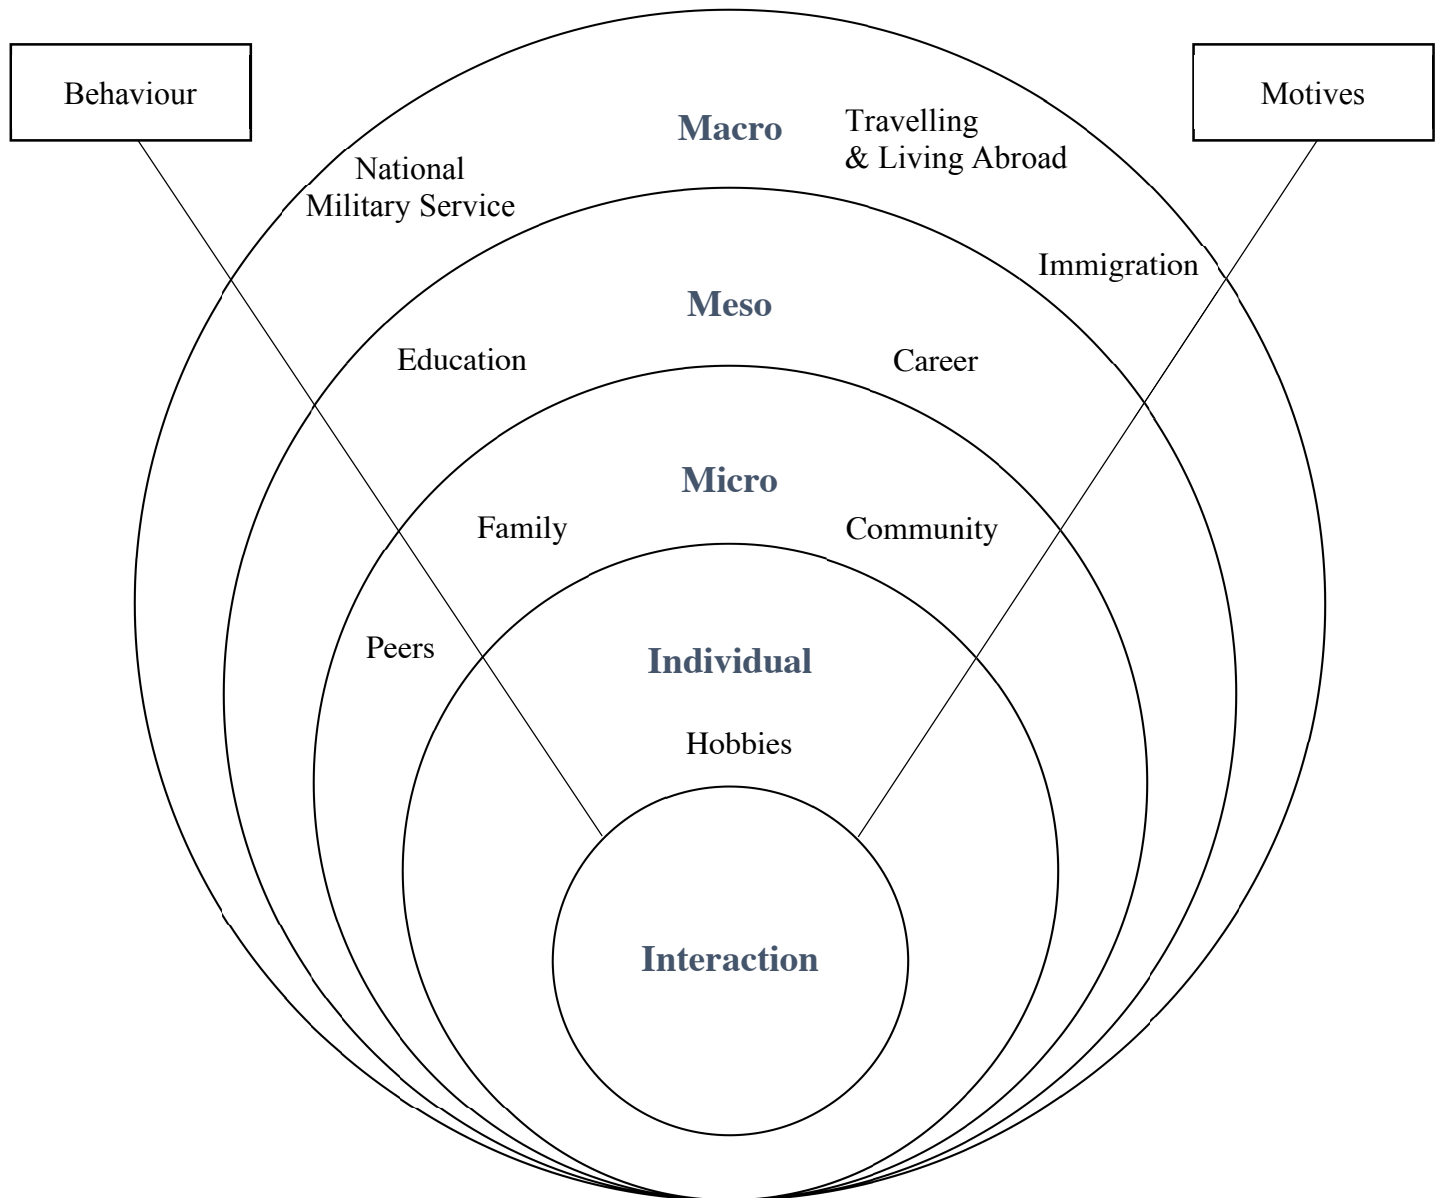 Behaviour
Motives
Macro
Travelling
& Living Abroad
National
Military Service
Immigration
Meso
Education
Career
Micro
Family
Community
Peers
Individual
Hobbies
Interaction